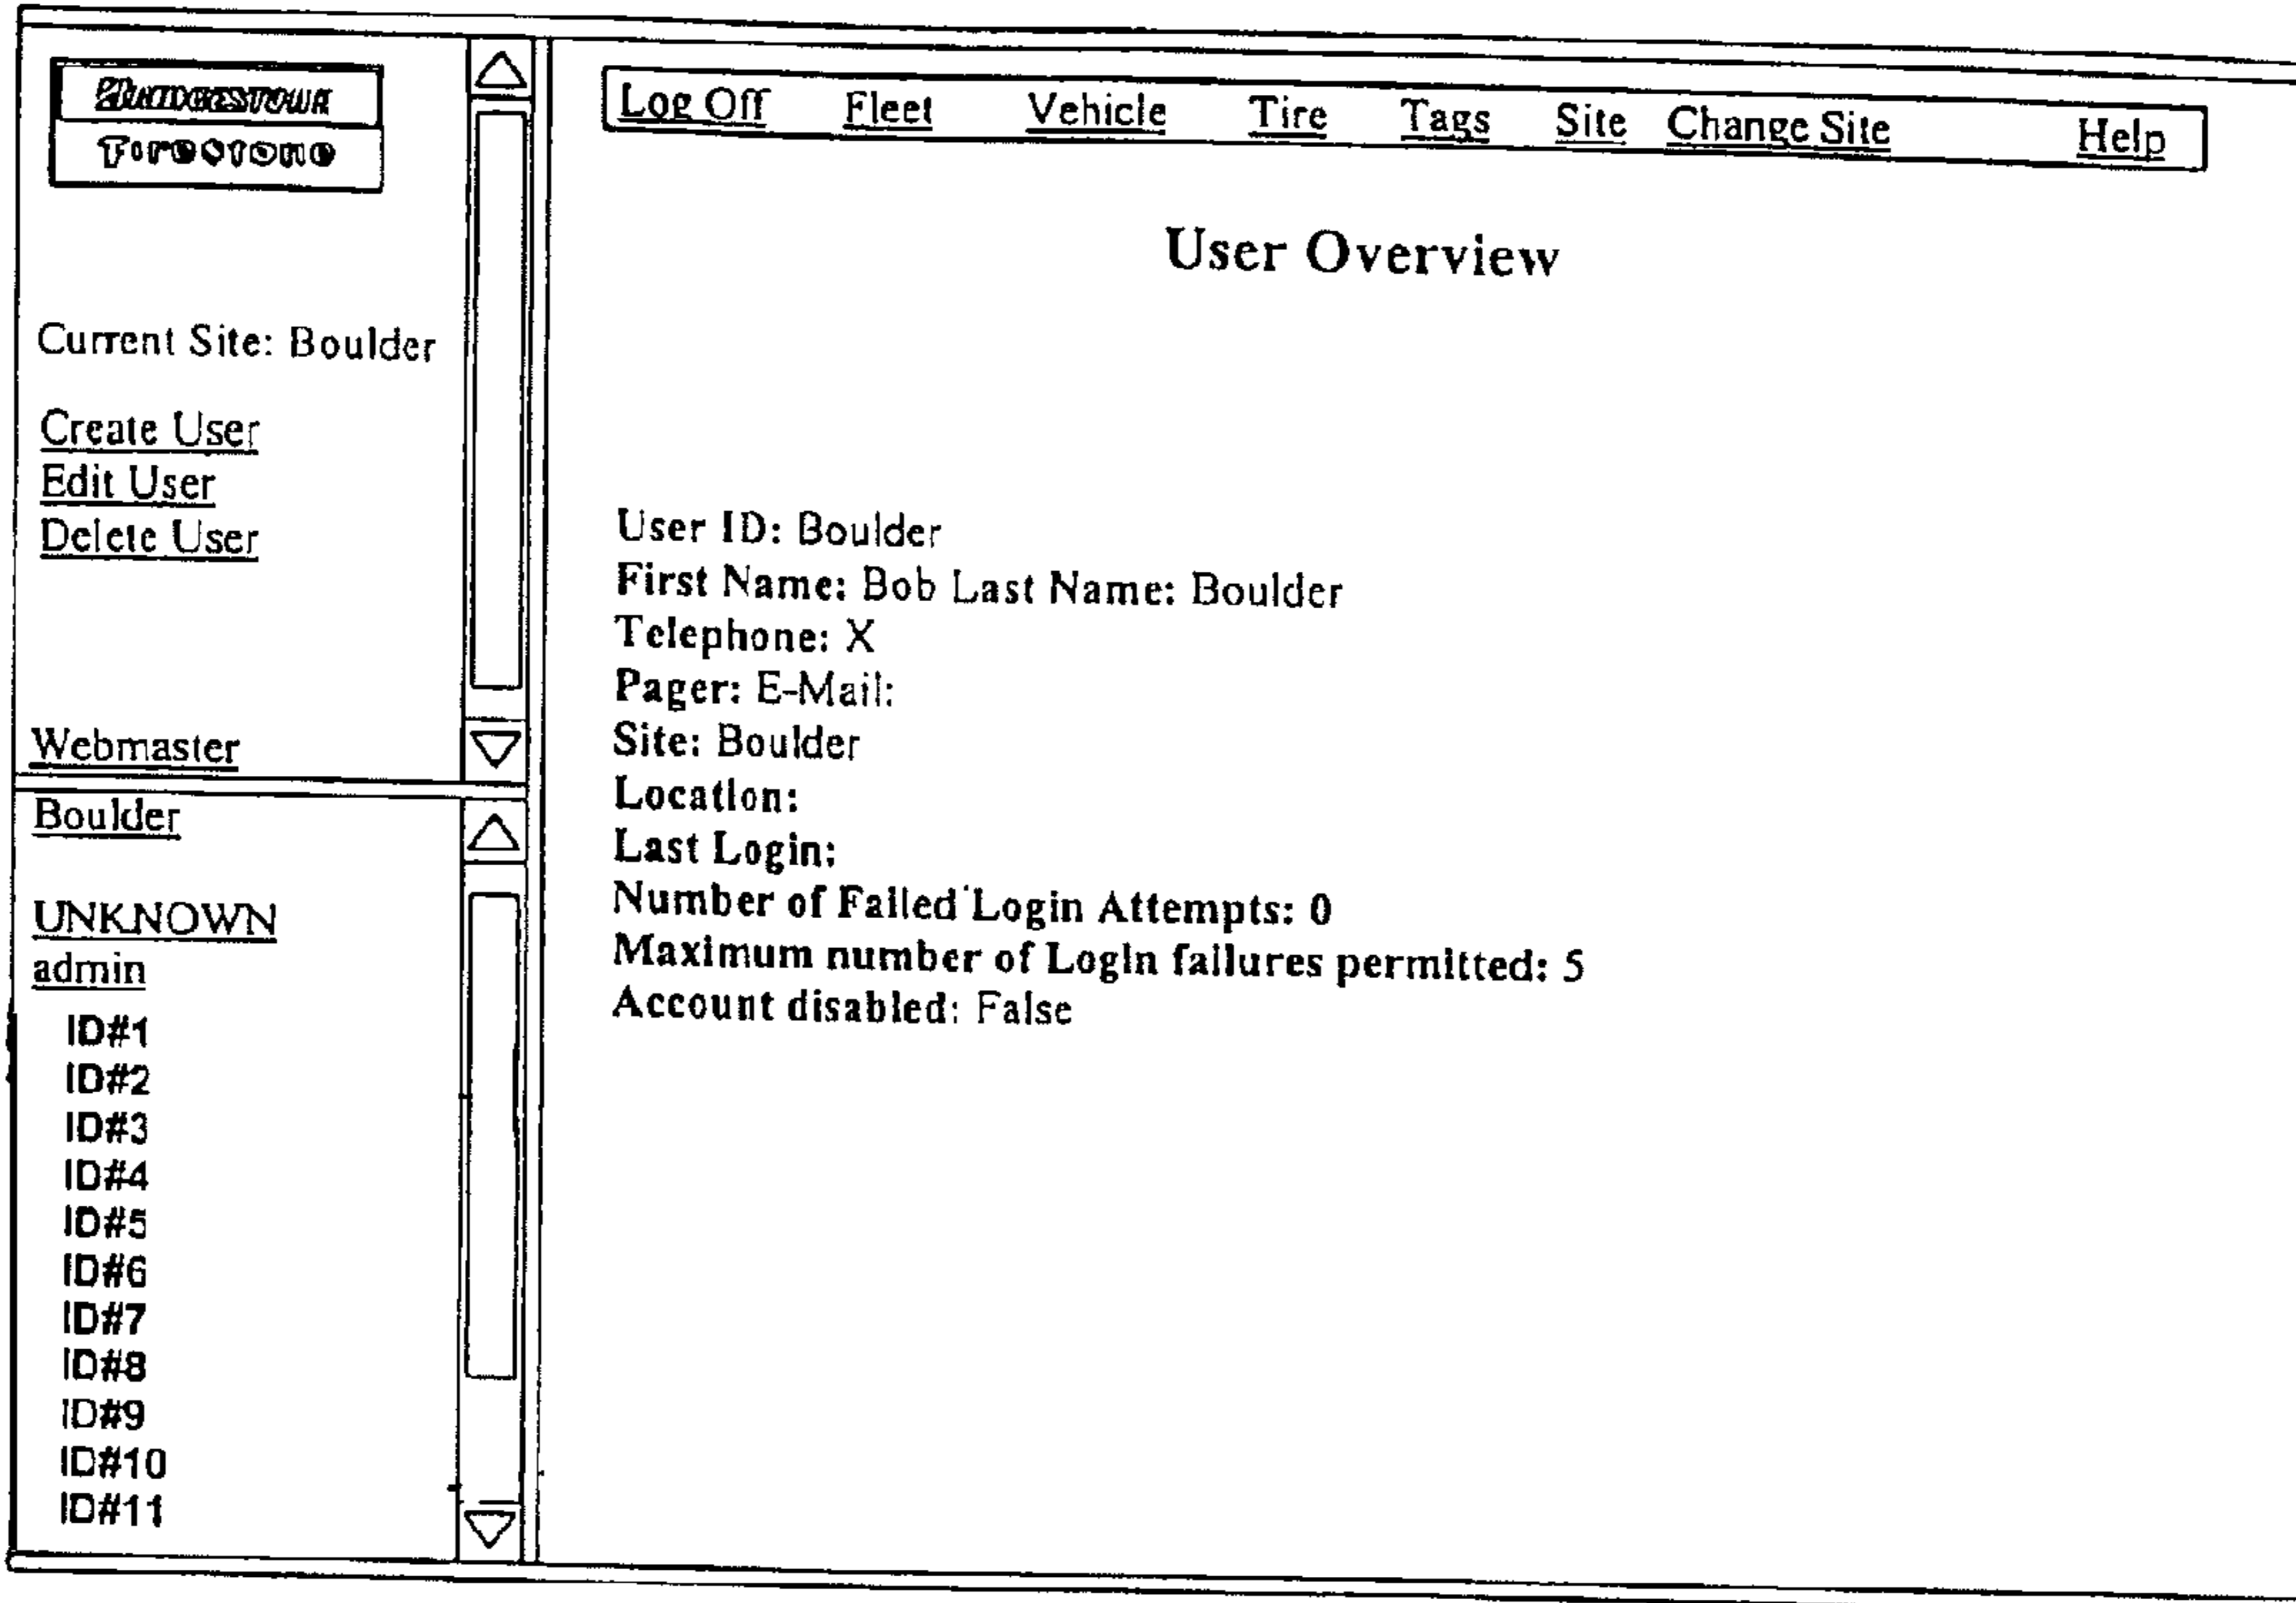 BRIDGESTONE
Firestone
Current Site: Boulder
Create User
Edit User
Delete User
Webmaster
Boulder
UNKNOWN
admin
ID#1
ID#2
ID#3
ID#4
ID#5
ID#6
ID#7
ID#8
ID#9
ID#10
ID#11
Log Off Fleet Vehicle Tire Tags Site Change Site Help
User Overview
User ID: Boulder
First Name: Bob Last Name: Boulder
Telephone: X
Pager: E-Mail:
Site: Boulder
Location:
Last Login:
Number of Failed Login Attempts: 0
Maximum number of Login failures permitted: 5
Account disabled: False